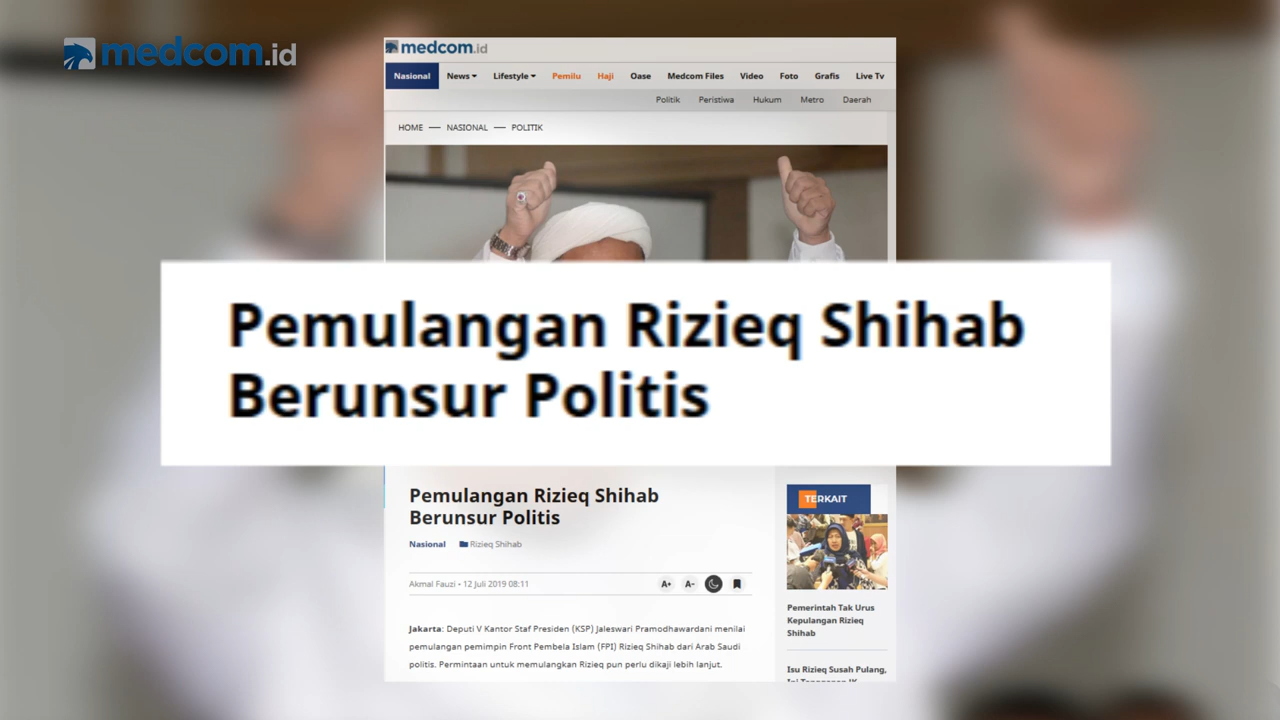 medcom.id
medcom.id
Nasional News Lifestyle Pemilu Haji Oase Medcom Files Video Foto Grafis Live Tv
Politik Peristiwa Hukum Metro Daerah
HOME — NASIONAL — POLITIK
Pemulangan Rizieq Shihab
Berunsur Politis
Pemulangan Rizieq Shihab
Berunsur Politis
Nasional Rizieq Shihab
Akmal Fauzi • 12 Juli 2019 08:11
A+ A-
Jakarta: Deputi V Kantor Staf Presiden (KSP) Jaleswari Pramodhawardani menilai
pemulangan pemimpin Front Pembela Islam (FPI) Rizieq Shihab dari Arab Saudi
politis. Permintaan untuk memulangkan Rizieq pun perlu dikaji lebih lanjut.
TERKAIT
Pemerintah Tak Urus
Kepulangan Rizieq
Shihab
Isu Rizieq Susah Pulang,